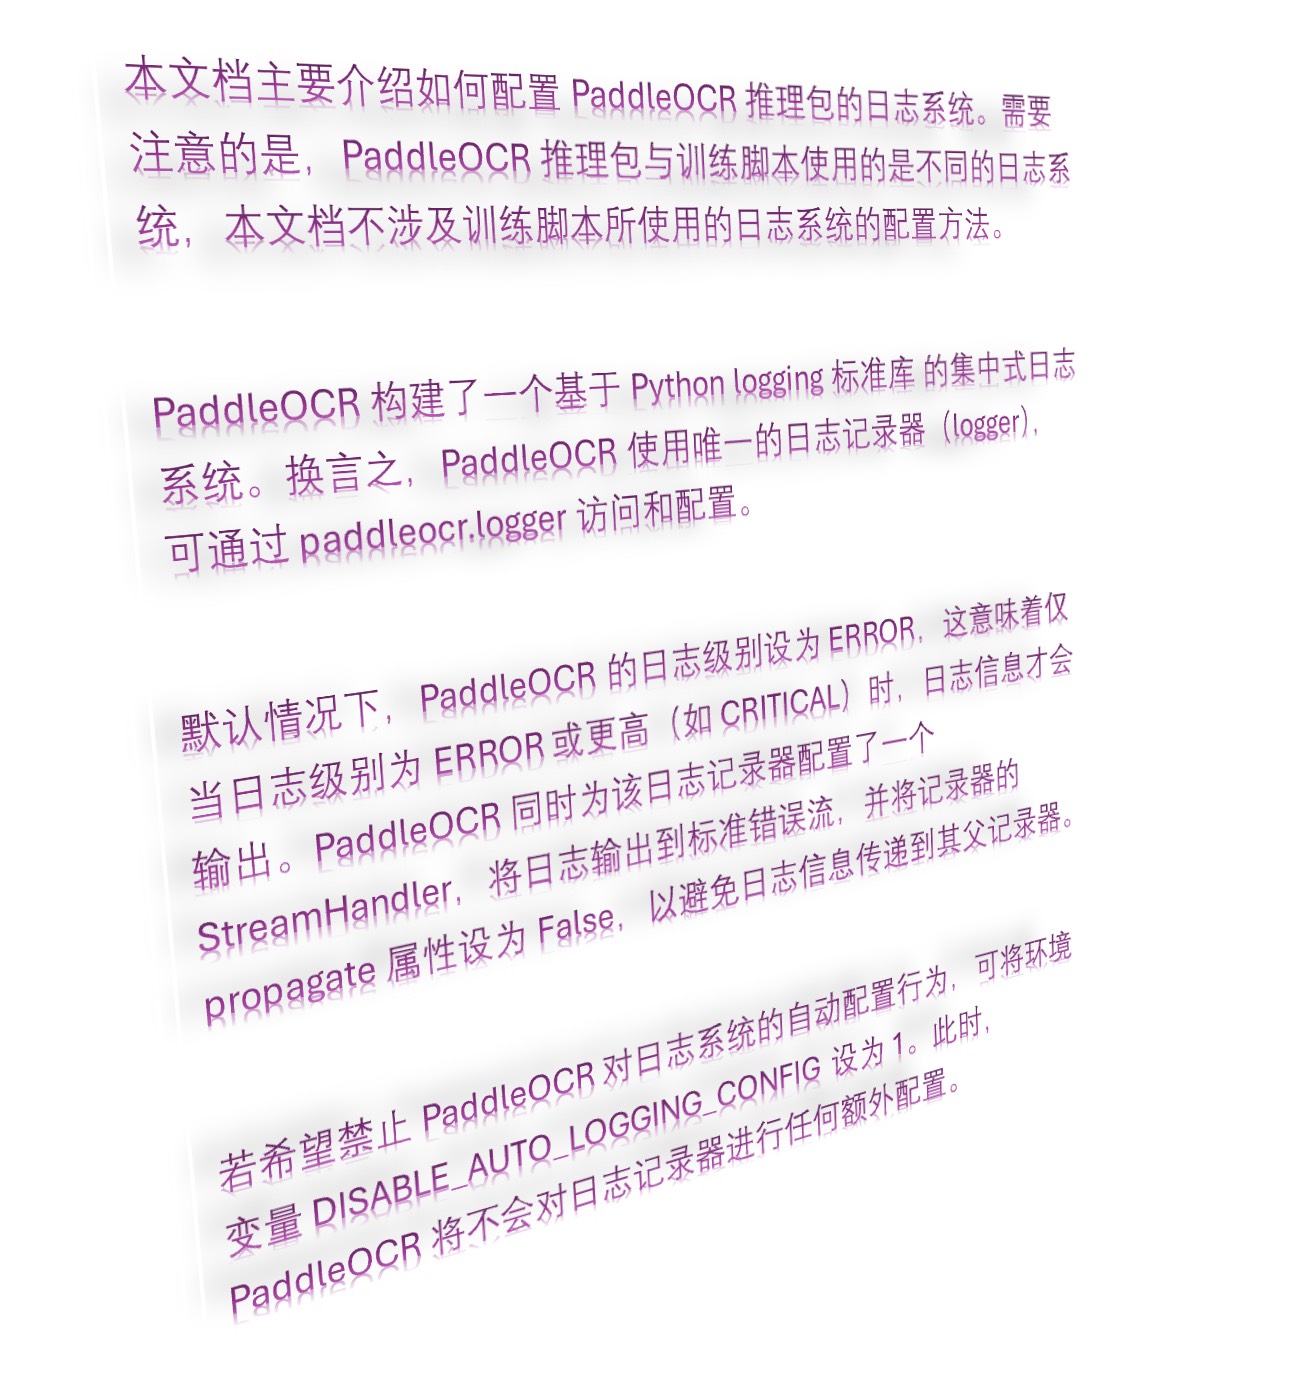 本文档主要介绍如何配置 PaddleOCR 推理包的日志系统。需要
注意的是，PaddleOCR 推理包与训练脚本使用的是不同的日志系
统，本文档不涉及训练脚本所使用的日志系统的配置方法。
PaddleOCR 构建了一个基于 Python logging 标准库 的集中式日志
系统。换言之，PaddleOCR 使用唯一的日志记录器（logger），
可通过 paddleocr.logger 访问和配置。
默认情况下，PaddleOCR 的日志级别设为 ERROR，这意味着仅
当日志级别为 ERROR 或更高（如 CRITICAL）时，日志信息才会
输出。PaddleOCR 同时为该日志记录器配置了一个
StreamHandler，将日志输出到标准错误流，并将记录器的
propagate 属性设为 False，以避免日志信息传递到其父记录器。
若希望禁止 PaddleOCR 对日志系统的自动配置行为，可将环境
变量 DISABLE_AUTO_LOGGING_CONFIG 设为 1。此时，
PaddleOCR 将不会对日志记录器进行任何额外配置。